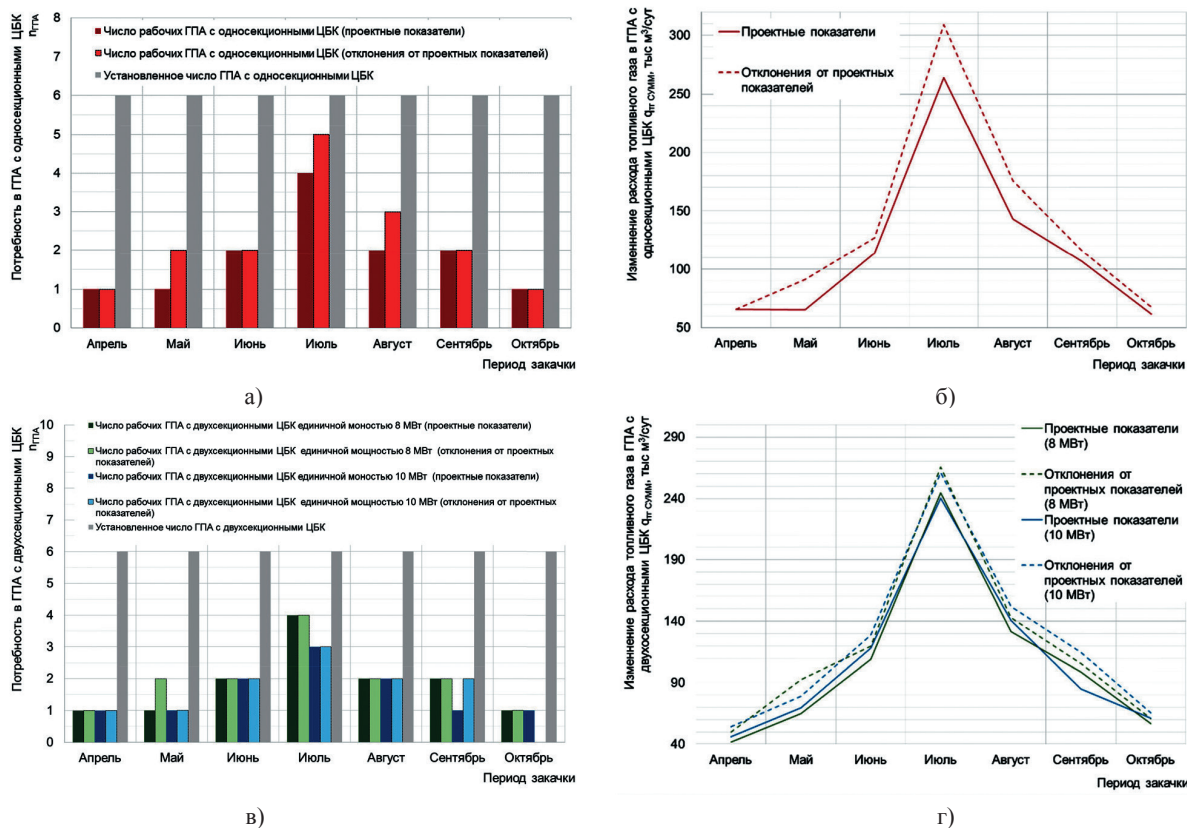 Потребность в ГПА с односекционными ЦБК
nГПА
8
7
6
5
4
3
2
1
0
Число рабочих ГПА с односекционными ЦБК (проектные показатели)
Число рабочих ГПА с односекционными ЦБК (отклонения от проектных показателей)
Установленное число ГПА с односекционными ЦБК
Апрель Май Июнь Июль Август Сентябрь Октябрь
Период закачки
а)
Изменнение расхода топливного газа в ГПА с
односекционными ЦБК qтг СУММ, тыс м³/сут
300
250
200
150
100
50
Проектные показатели
Отклонения от проектных
показателей
Апрель Май Июнь Июль Август Сентябрь Октябрь
Период закачки
б)
Потребность в ГПА с двухсекционными ЦБК
nГПА
10
9
8
7
6
5
4
3
2
1
0
Число рабочих ГПА с двухсекционными ЦБК единичной моностью 8 МВт (проектные показатели)
Число рабочих ГПА с двухсекционными ЦБК единичной мощностью 8 МВт (отклонения от проектных
показателей)
Число рабочих ГПА с двухсекционными ЦБК единичной моностью 10 МВт (проектные показатели)
Число рабочих ГПА с двухсекционными ЦБК единичной мощностью 10 МВт (отклонения от проектных
показателей)
Установленное число ГПА с двухсекционными ЦБК
Апрель Май Июнь Июль Август Сентябрь Октябрь
Период закачки
в)
Изменнение расхода топливного газа в ГПА с
двухосекционными ЦБК qтг СУММ, тыс м³/сут
290
240
190
140
90
40
Проектные показатели
(8 МВт)
Отклонения от
проектных показателей
(8 МВт)
Проектные показатели
(10 МВт)
Отклонения от
проектных показателей
(10 МВт)
Апрель Май Июнь Июль Август Сентябрь Октябрь
Период закачки
г)